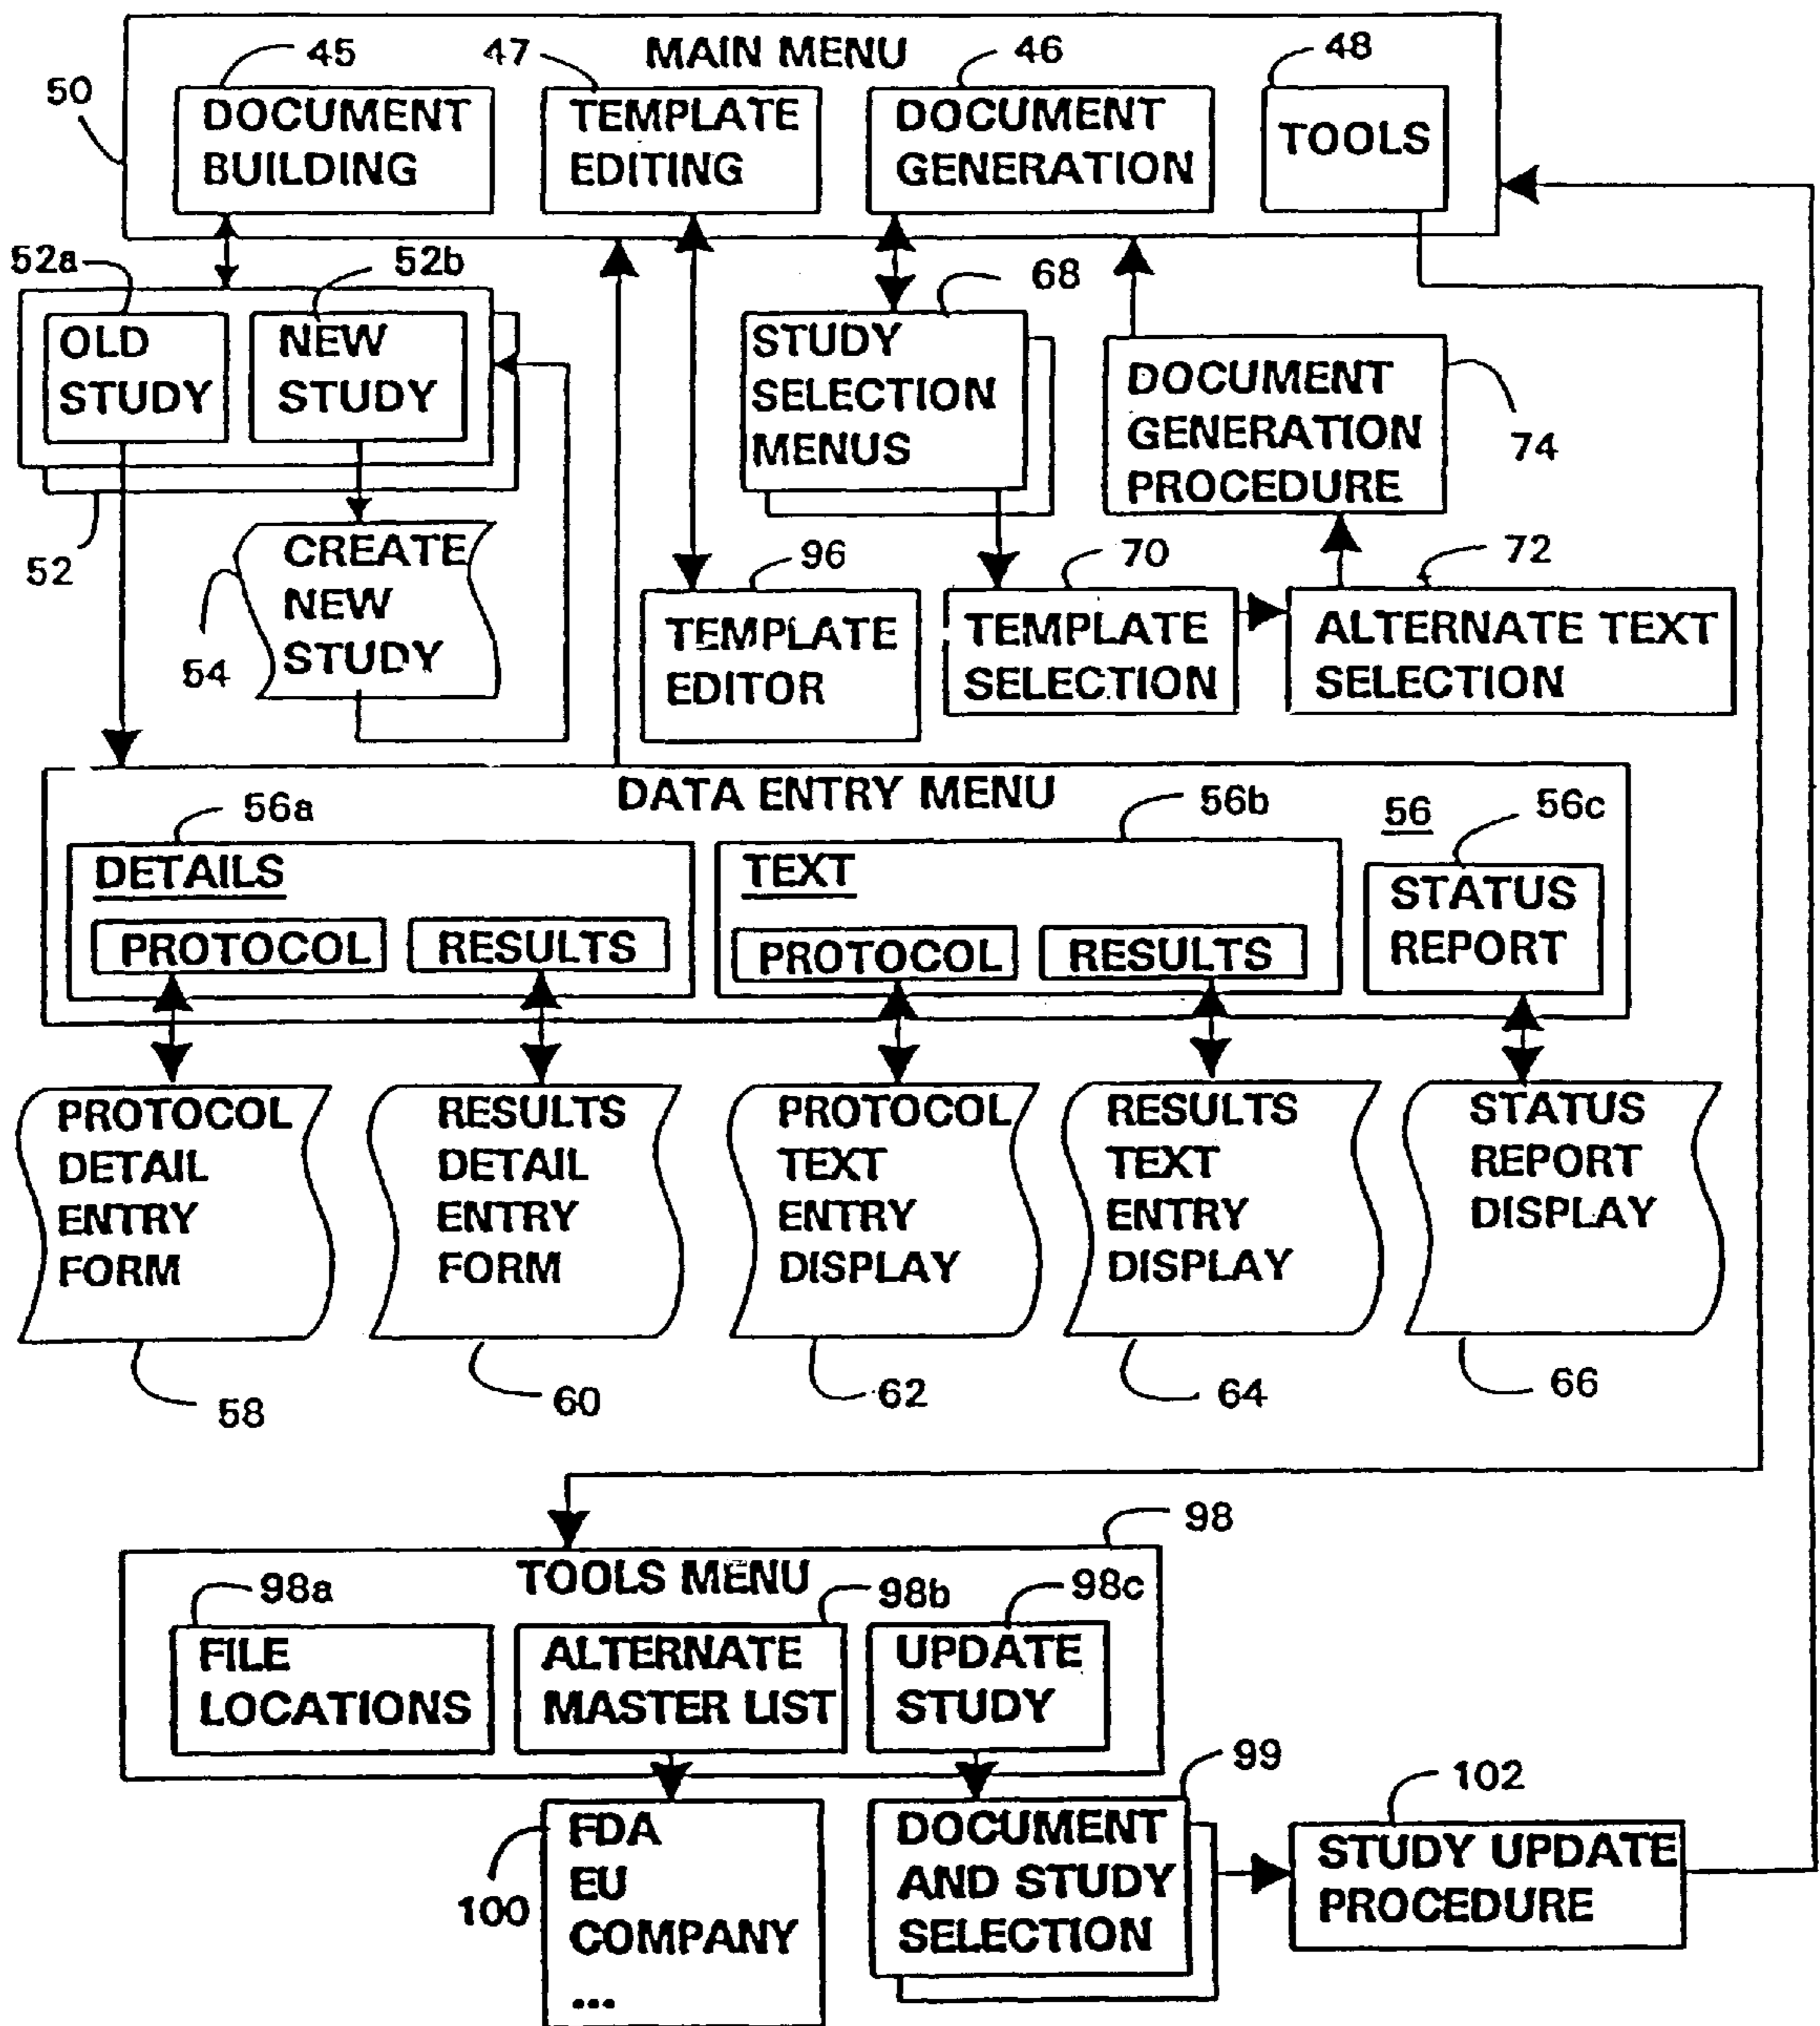 MAIN MENU
45
47
46
48
50
DOCUMENT
BUILDING
TEMPLATE
EDITING
DOCUMENT
GENERATION
TOOLS
52a
52b
68
OLD
STUDY
NEW
STUDY
STUDY
SELECTION
MENUS
DOCUMENT
GENERATION
PROCEDURE
74
52
54
CREATE
NEW
STUDY
96
TEMPLATE
EDITOR
70
TEMPLATE
SELECTION
72
ALTERNATE TEXT
SELECTION
DATA ENTRY MENU
56a
56b
56
56c
DETAILS
PROTOCOL
RESULTS
TEXT
PROTOCOL
RESULTS
STATUS
REPORT
PROTOCOL
DETAIL
ENTRY
FORM
RESULTS
DETAIL
ENTRY
FORM
PROTOCOL
TEXT
ENTRY
DISPLAY
RESULTS
TEXT
ENTRY
DISPLAY
STATUS
REPORT
DISPLAY
58
60
62
64
66
98
TOOLS MENU
98a
98b
98c
FILE
LOCATIONS
ALTERNATE
MASTER LIST
UPDATE
STUDY
99
102
100
FDA
EU
COMPANY
...
DOCUMENT
AND STUDY
SELECTION
STUDY UPDATE
PROCEDURE